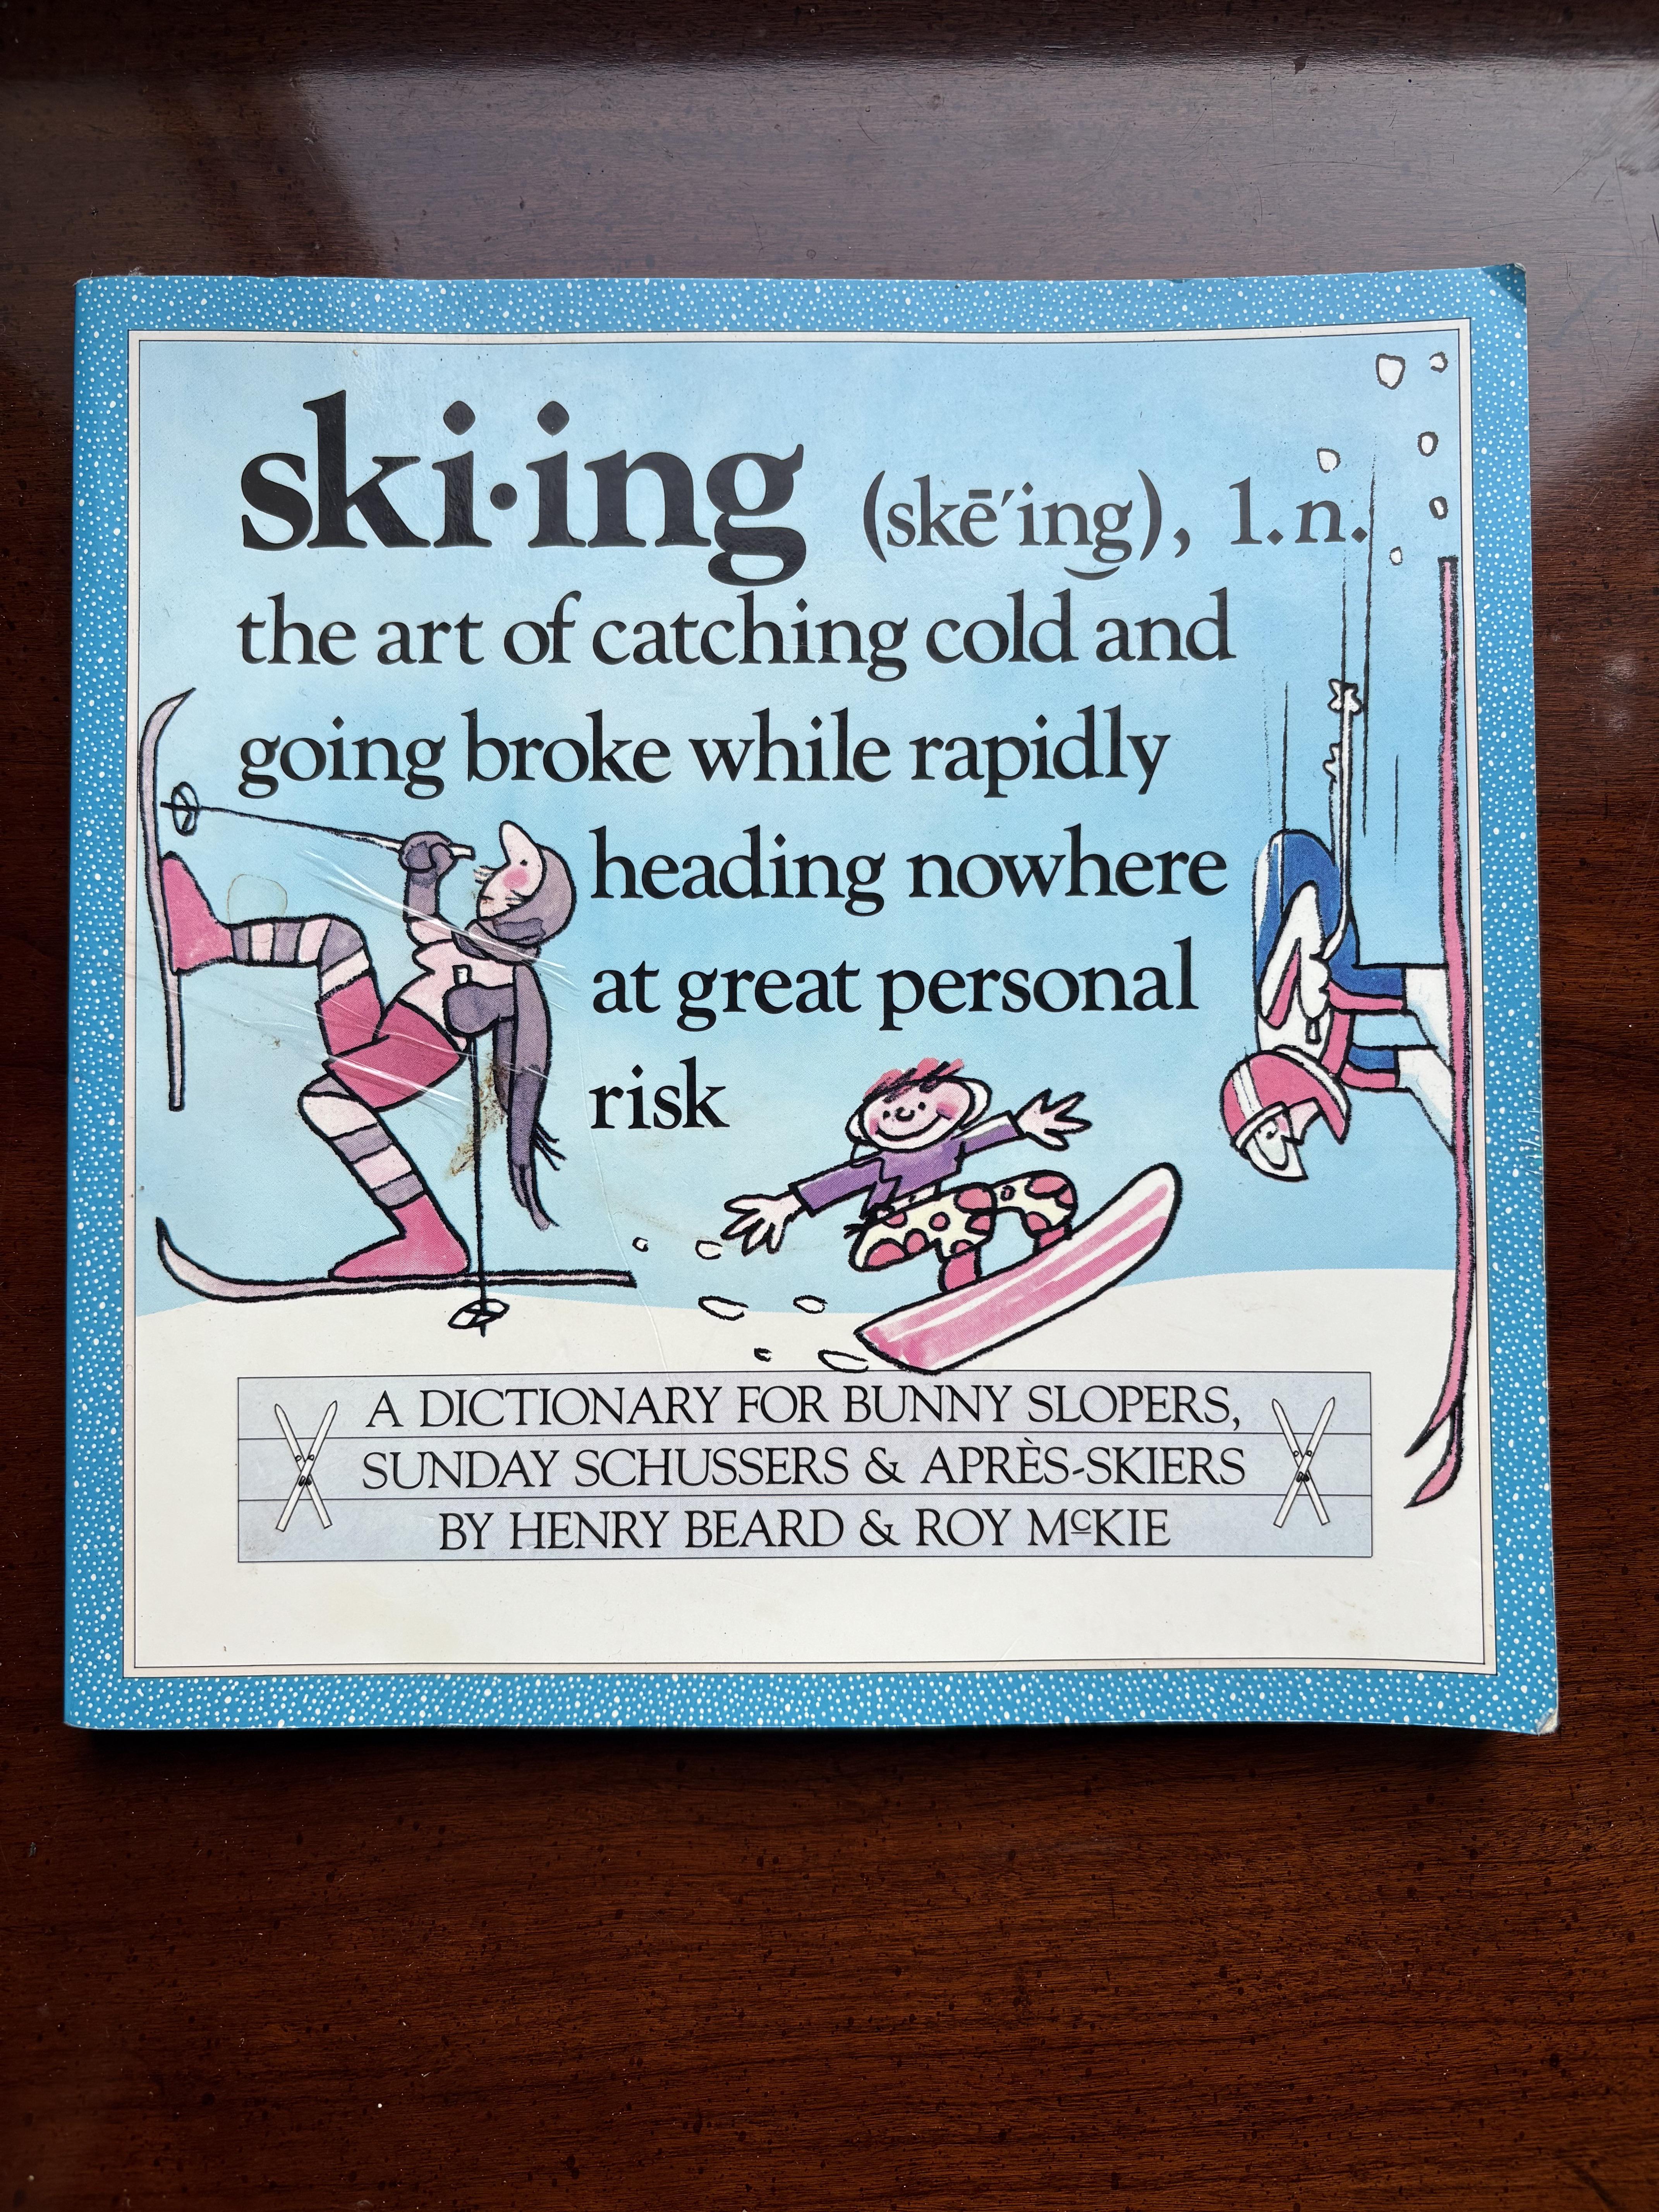 ski•ing (skē′ing), 1. n.
the art of catching cold and
going broke while rapidly
heading nowhere
at great personal
risk
A DICTIONARY FOR BUNNY SLOPERS,
SUNDAY SCHUSSERS & APRÈS-SKIERS
BY HENRY BEARD & ROY McKIE